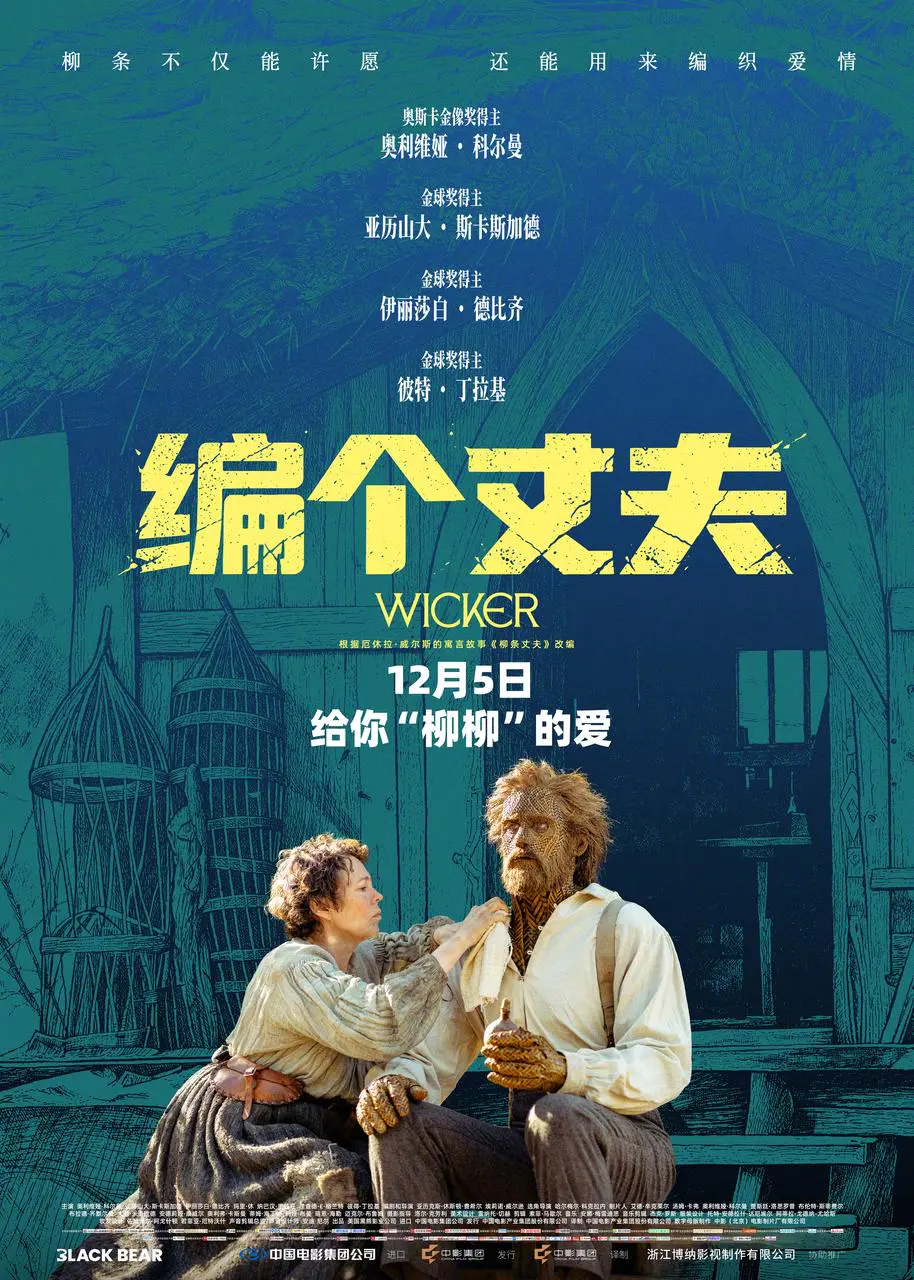 柳条不仅能许愿 还能用来编织爱情
奥斯卡金像奖得主
奥利维娅·科尔曼
金球奖得主
亚历山大·斯卡斯加德
金球奖得主
伊丽莎白·德比齐
金球奖得主
彼特·丁拉基
编个丈夫
WICKER
根据厄休拉·威尔斯的寓言故事《柳条丈夫》改编
12月5日
给你“柳柳”的爱
BLACK BEAR 中国电影集团公司 进口 中影集团 发行 中影集团 译制 浙江博纳影视制作有限公司 协助推广